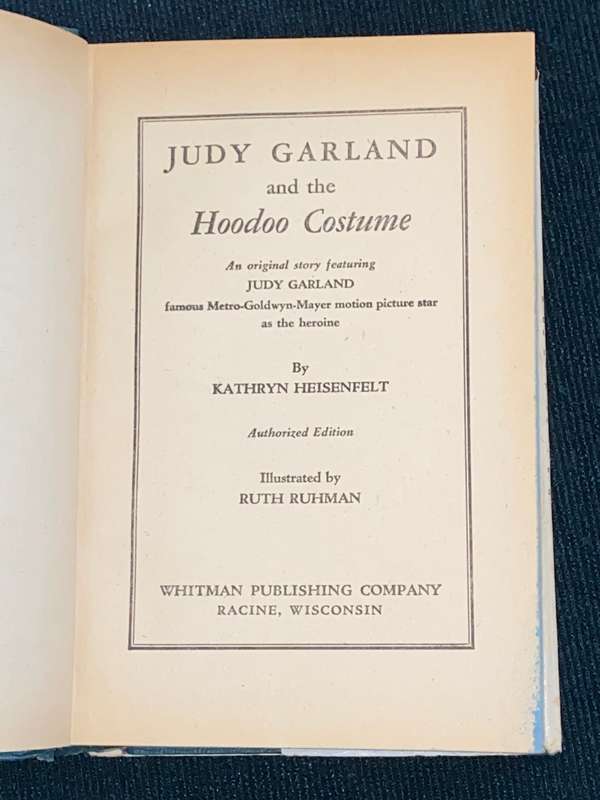 JUDY GARLAND
and the
Hoodoo Costume
An original story featuring
JUDY GARLAND
famous Metro-Goldwyn-Mayer motion picture star
as the heroine
By
KATHRYN HEISENFELT
Authorized Edition
Illustrated by
RUTH RUHMAN
WHITMAN PUBLISHING COMPANY
RACINE, WISCONSIN